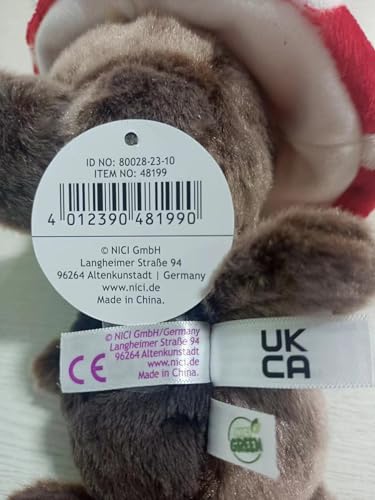 ID NO: 80028-23-10
ITEM NO: 48199
4 012390 481990
© NICI GmbH
Langheimer Straße 94
96264 Altenkunstadt | Germany
www.nici.de
Made in China.
© NICI GmbH/Germany
Langheimer Straße 94
96264 Altenkunstadt
www.nici.de
Made in China.
CE
UK
CA
GREEN